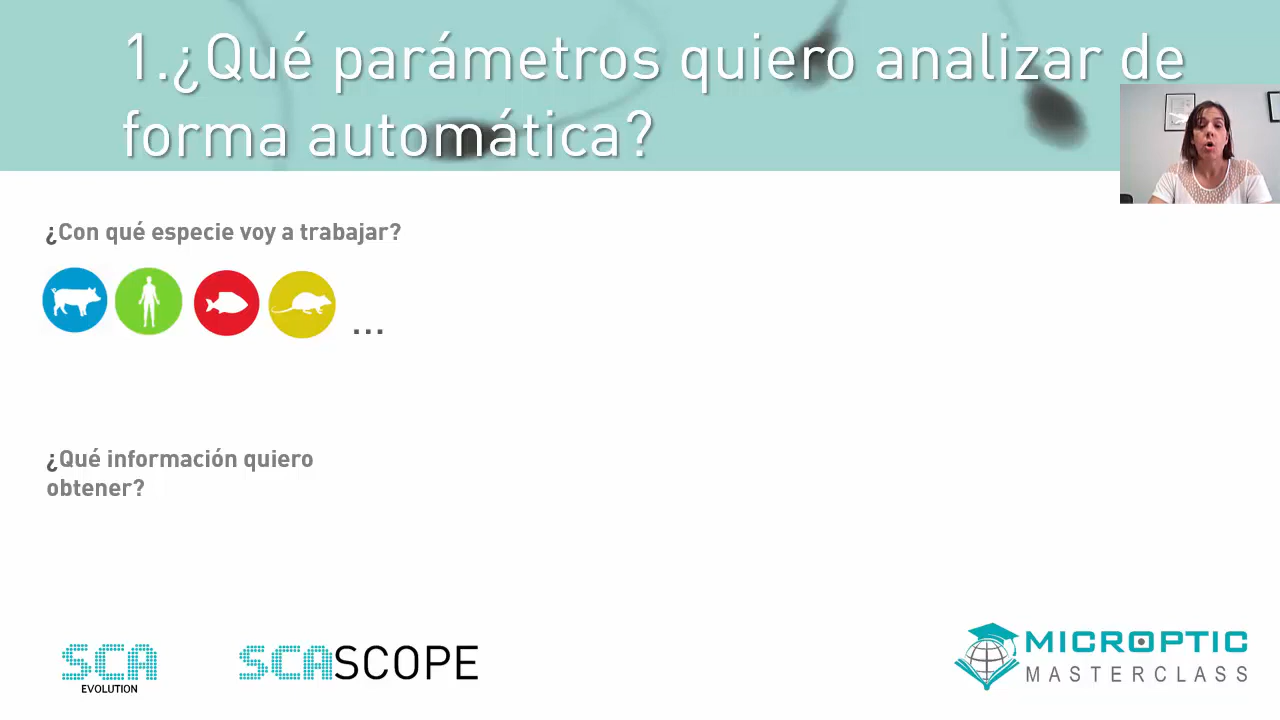 1.¿Qué parámetros quiero analizar de
forma automática?
¿Con qué especie voy a trabajar?
...
¿Qué información quiero
obtener?
SCA
EVOLUTION
SCASCOPE
MICROPTIC
MASTERCLASS